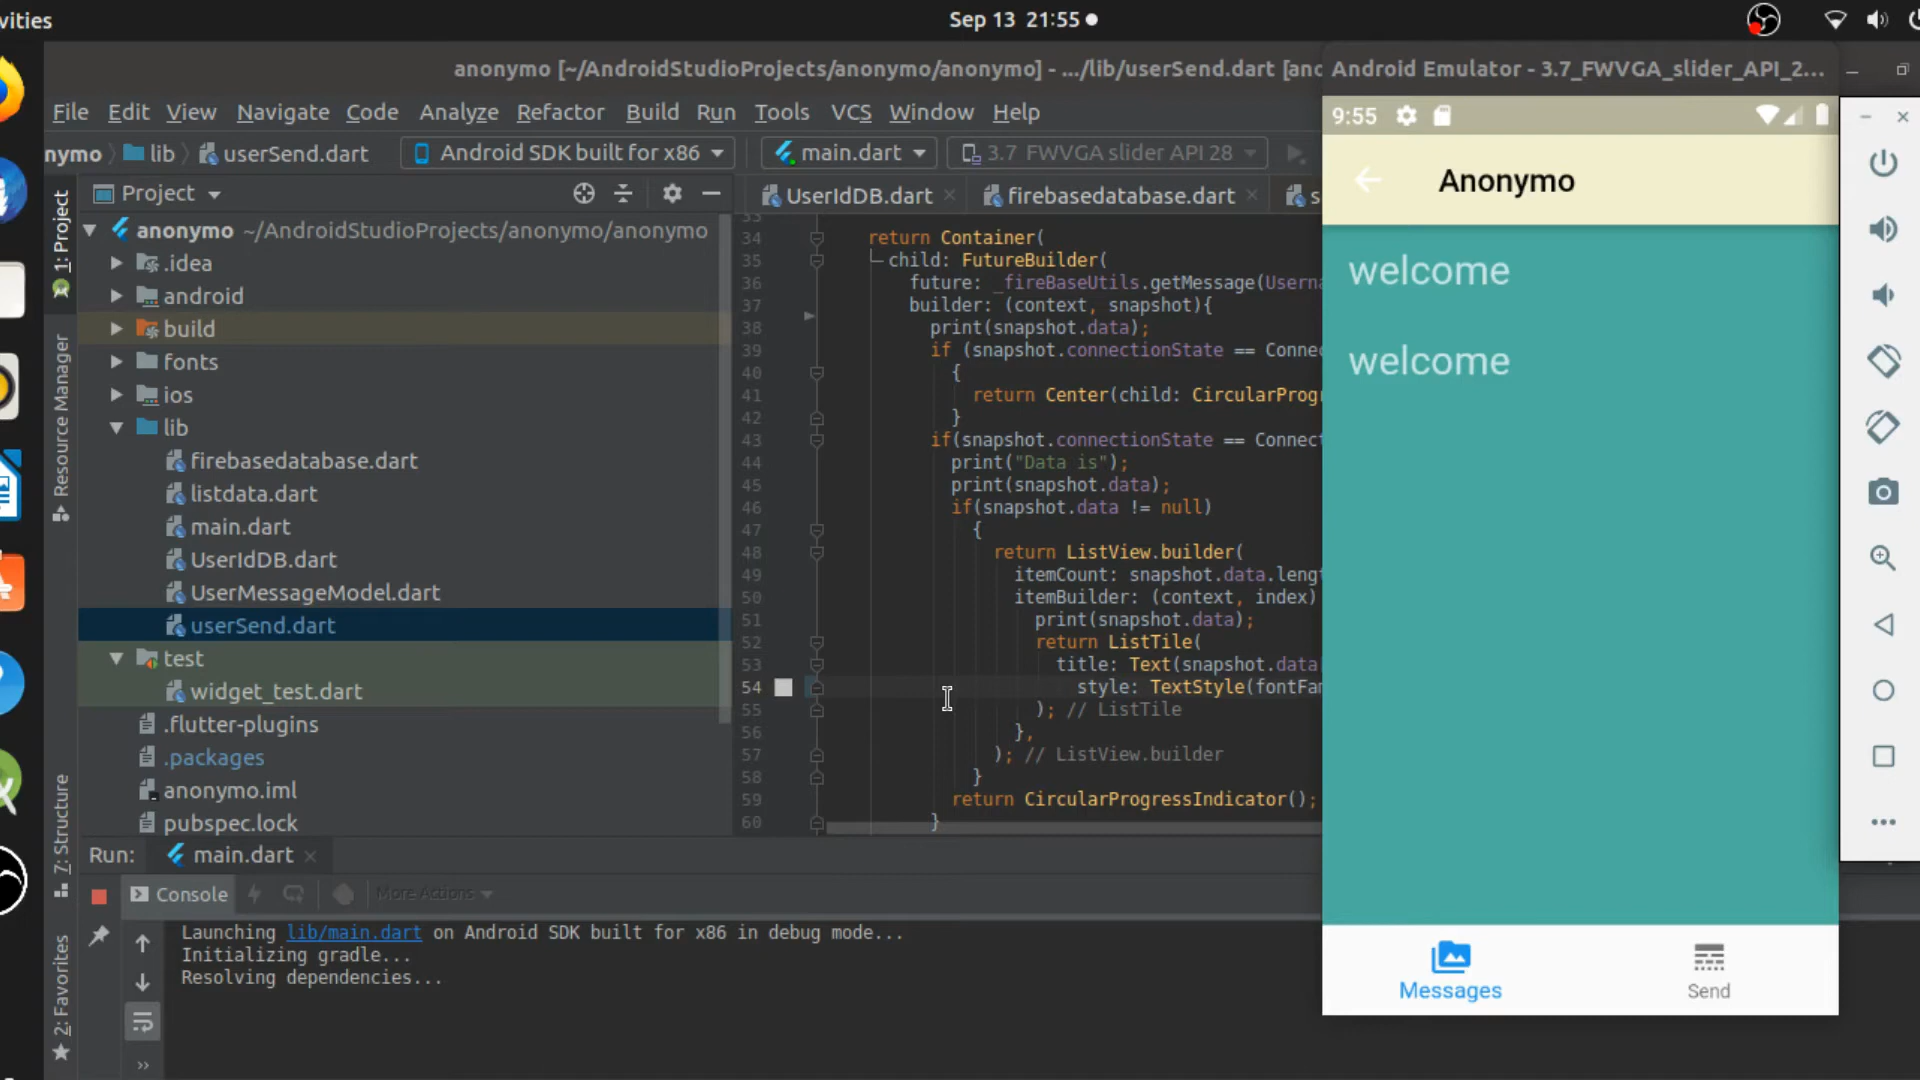 vities
Sep 13 21:55
anonymo [~/AndroidStudioProjects/anonymo/anonymo] - .../lib/userSend.dart [anc
Android Emulator - 3.7_FWVGA_slider_API_2...
File Edit View Navigate Code Analyze Refactor Build Run Tools VCS Window Help
nymo lib userSend.dart
Android SDK built for x86
main.dart
3.7 FWVGA slider API 28
9:55
Anonymo
welcome
welcome
Messages
Send
1: Project
Resource Manager
7: Structure
2: Favorites
Project
anonymo ~/AndroidStudioProjects/anonymo/anonymo
.idea
android
build
fonts
ios
lib
firebasedatabase.dart
listdata.dart
main.dart
UserIdDB.dart
UserMessageModel.dart
userSend.dart
test
widget_test.dart
.flutter-plugins
.packages
anonymo.iml
pubspec.lock
UserIdDB.dart firebasedatabase.dart s
33
34 return Container(
35 child: FutureBuilder(
36 future: _fireBaseUtils.getMessage(Userna
37 builder: (context, snapshot){
38 print(snapshot.data);
39 if (snapshot.connectionState == Connec
40 {
41 return Center(child: CircularProgr
42 }
43 if(snapshot.connectionState == Connect
44 print("Data is");
45 print(snapshot.data);
46 if(snapshot.data != null)
47 {
48 return ListView.builder(
49 itemCount: snapshot.data.lengt
50 itemBuilder: (context, index)
51 print(snapshot.data);
52 return ListTile(
53 title: Text(snapshot.data
54 style: TextStyle(fontFam
55 ); // ListTile
56 },
57 ); // ListView.builder
58 }
59 return CircularProgressIndicator();
60 }
Run: main.dart
Console
More Actions
Launching lib/main.dart on Android SDK built for x86 in debug mode...
Initializing gradle...
Resolving dependencies...